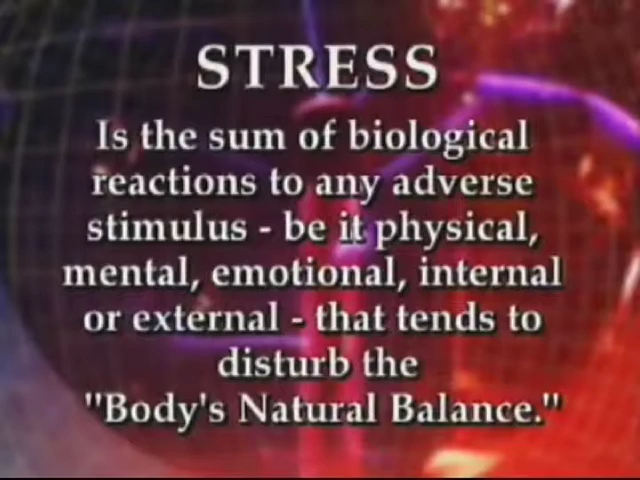 STRESS
Is the sum of biological
reactions to any adverse
stimulus - be it physical,
mental, emotional, internal
or external - that tends to
disturb the
"Body's Natural Balance."